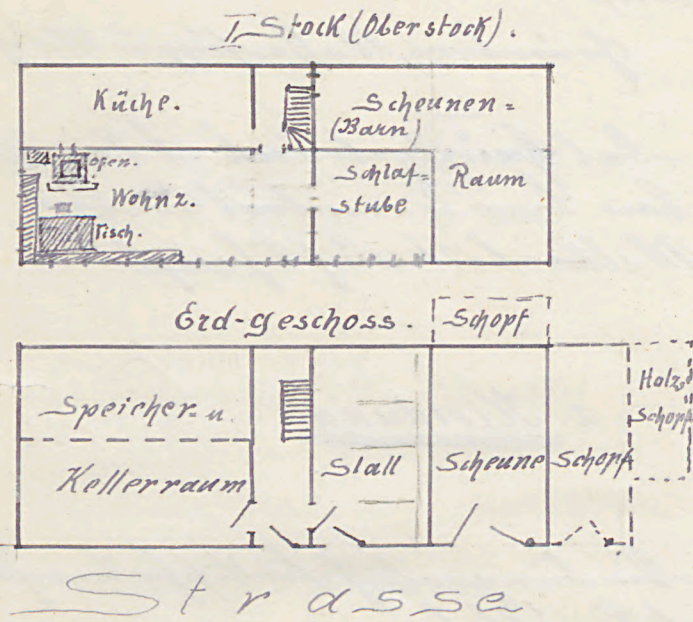 I Stock (Oberstock).
Küche.
Scheunen=
(Barn)
Ofen.
Wohnz.
Schlaf=
stube
Raum
Tisch.
Erd-geschoss.
Schopf
Speicher- u.
Kellerraum
Stall
Scheune
Schopf
Holz-
Schopf
Strasse